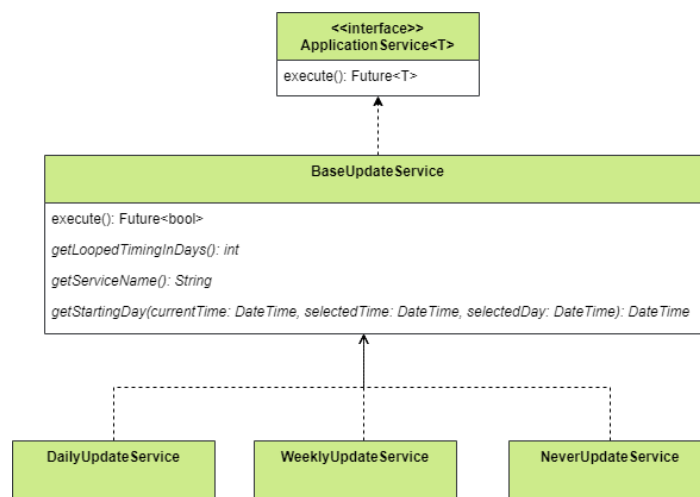 <<interface>>
ApplicationService<T>
execute(): Future<T>
BaseUpdateService
execute(): Future<bool>
getLoopedTimingInDays(): int
getServiceName(): String
getStartingDay(currentTime: DateTime, selectedTime: DateTime, selectedDay: DateTime): DateTime
DailyUpdateService
WeeklyUpdateService
NeverUpdateService